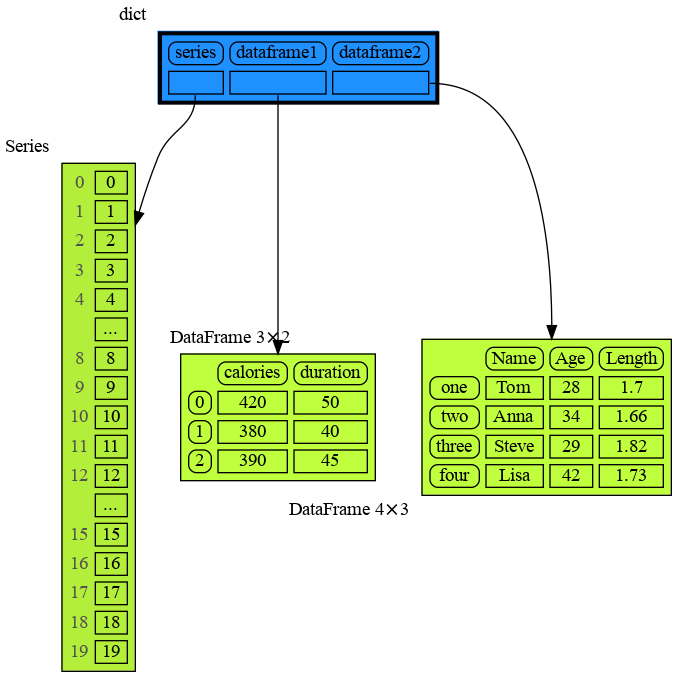 dict
series dataframe1 dataframe2
Series
0 0
1 1
2 2
3 3
4 4
...
8 8
9 9
10 10
11 11
12 12
...
15 15
16 16
17 17
18 18
19 19
DataFrame 3×2
calories duration
0 420 50
1 380 40
2 390 45
Name Age Length
one Tom 28 1.7
two Anna 34 1.66
three Steve 29 1.82
four Lisa 42 1.73
DataFrame 4×3